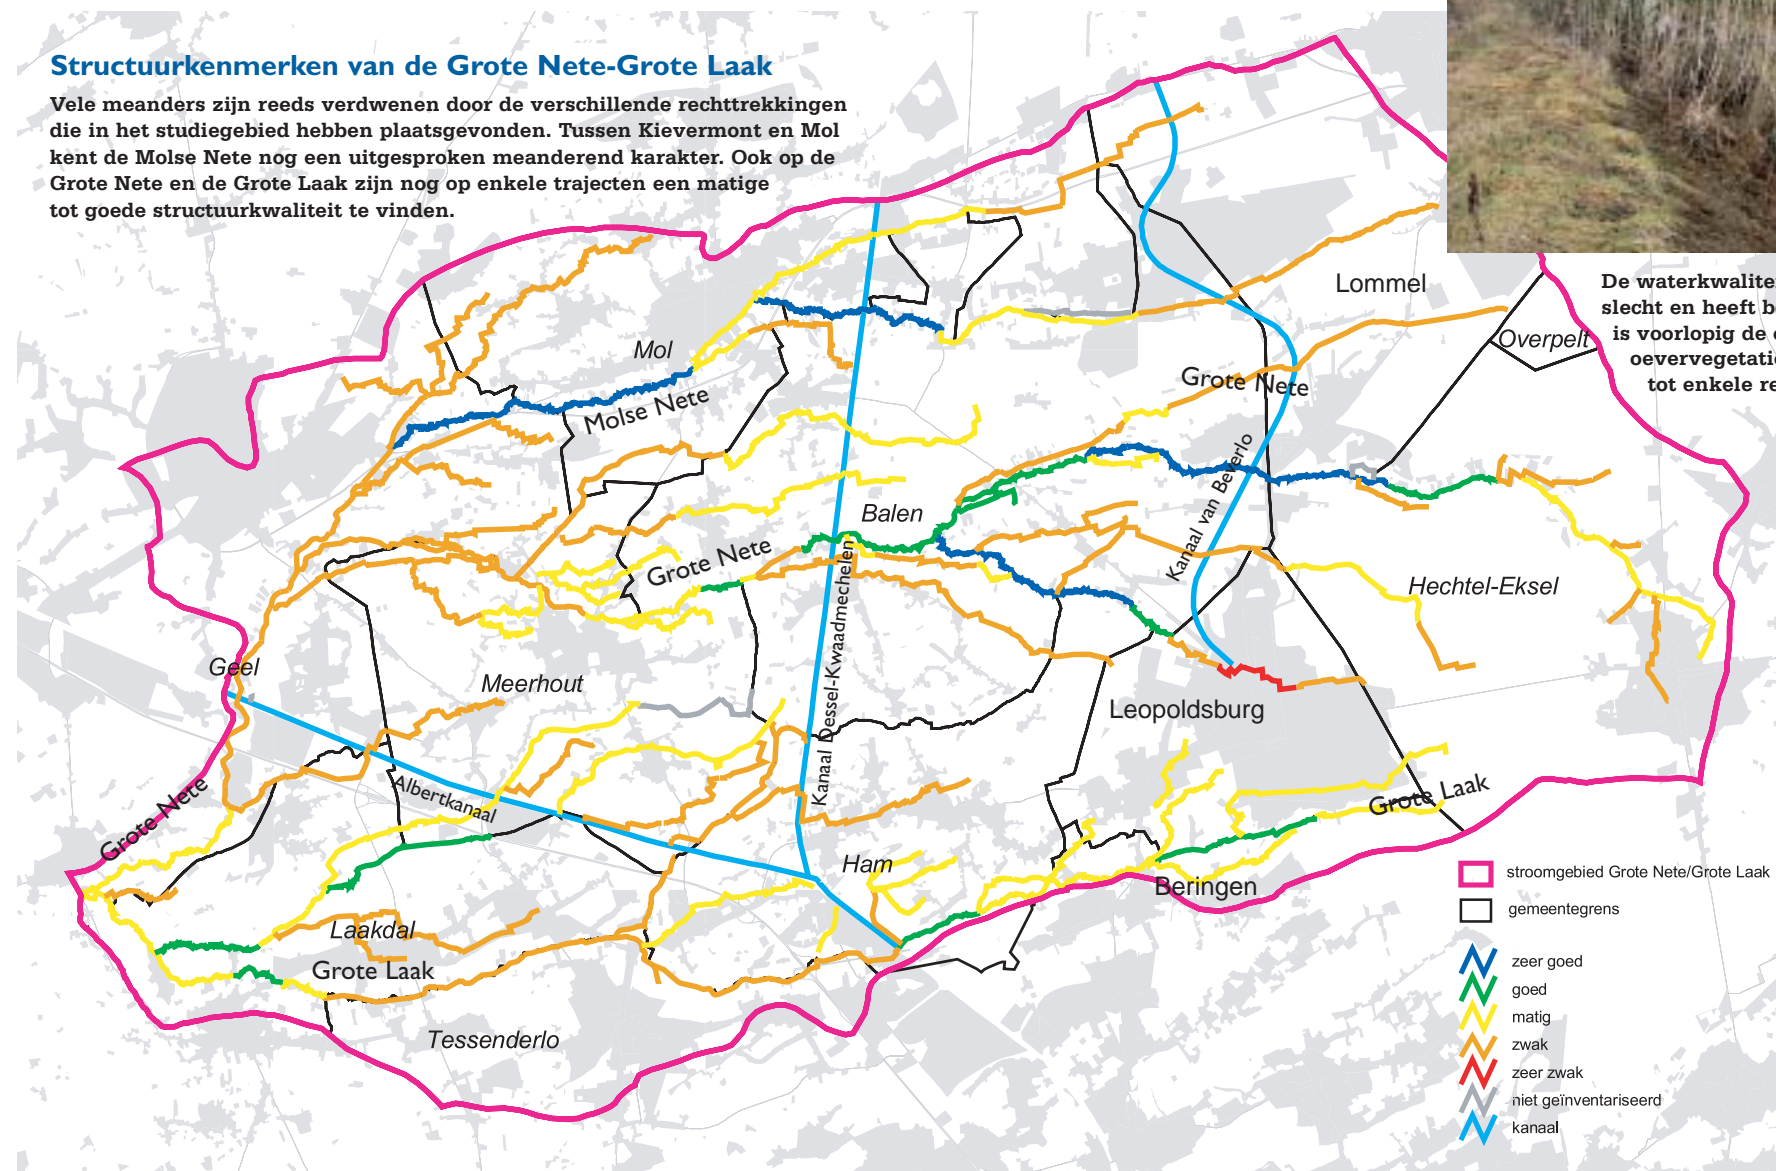 Structuurkenmerken van de Grote Nete-Grote Laak
Vele meanders zijn reeds verdwenen door de verschillende rechttrekkingen
die in het studiegebied hebben plaatsgevonden. Tussen Kievermont en Mol
kent de Molse Nete nog een uitgesproken meanderend karakter. Ook op de
Grote Nete en de Grote Laak zijn nog op enkele trajecten een matige
tot goede structuurkwaliteit te vinden.
De
slecht en heeft
is voorlopig de
tot enkele
Lommel
Overpelt
Mol
Molse Nete
Grote Nete
Kanaal van Beverlo
Balen
Grote Nete
Hechtel-Eksel
Kanaal Dessel-Kwaadmechelen
Geel
Meerhout
Leopoldsburg
Albertkanaal
Grote Nete
Grote Laak
Ham
Beringen
Laakdal
Grote Laak
Tessenderlo
stroomgebied Grote Nete/Grote Laak
gemeentegrens
zeer goed
goed
matig
zwak
zeer zwak
niet geïnventariseerd
kanaal